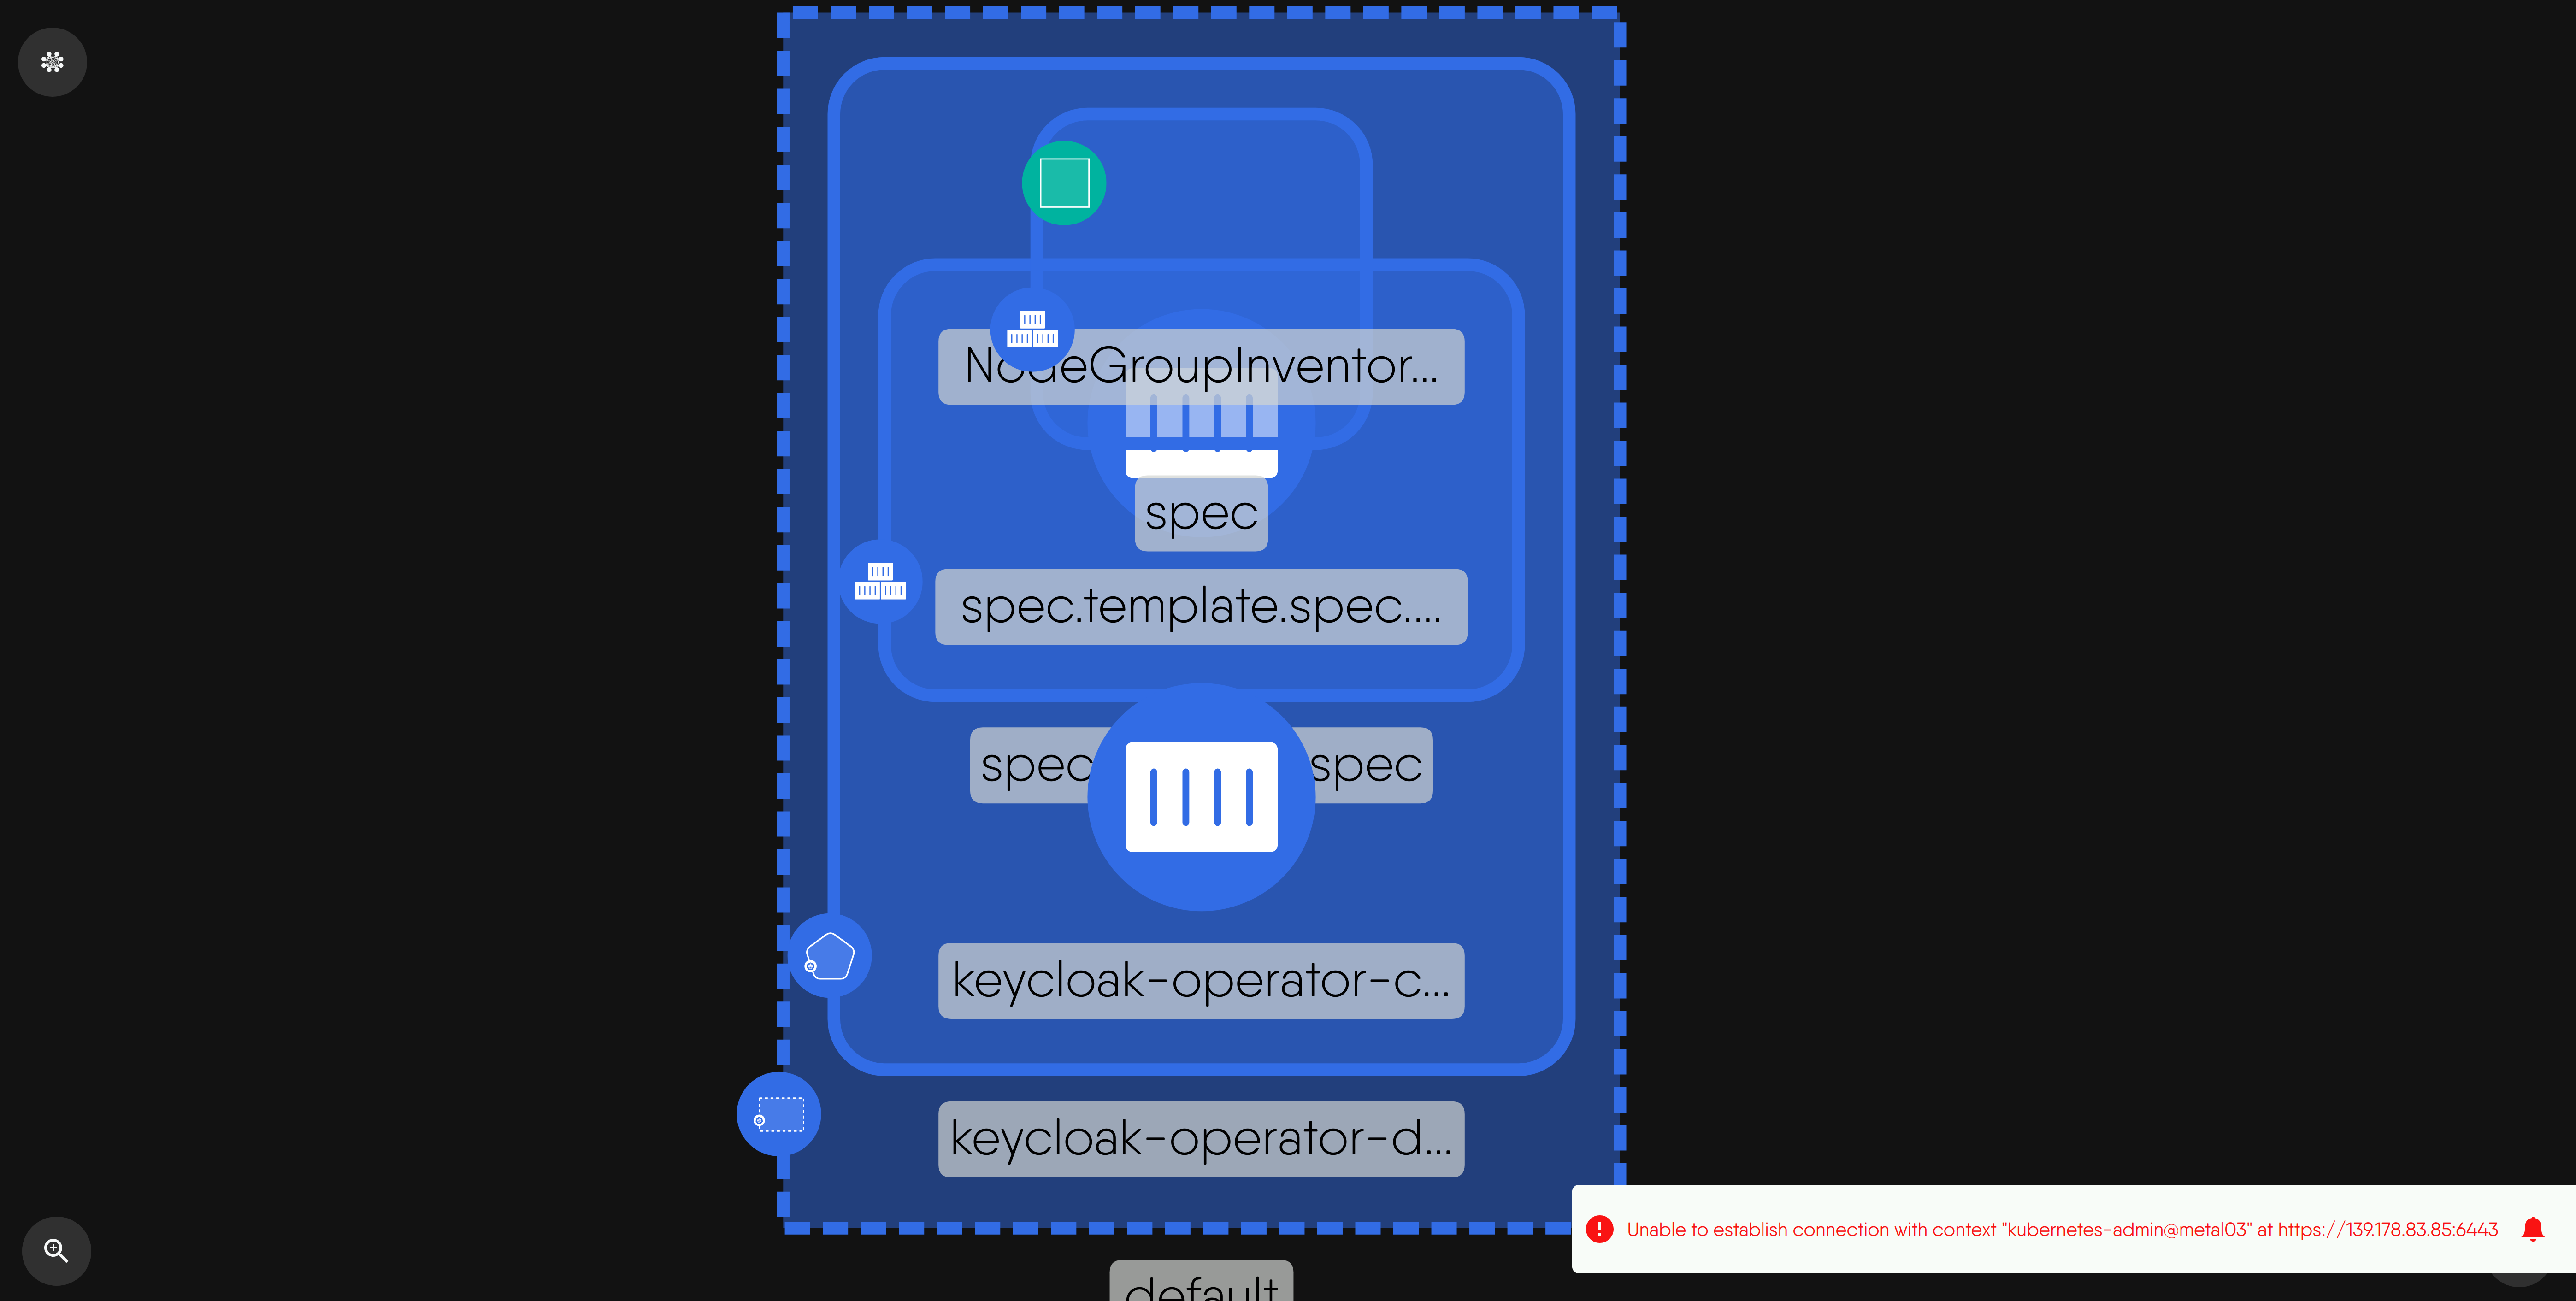 NodeGroupInventor...
spec
spec.template.spec....
spec spec
keycloak-operator-c...
keycloak-operator-d...
Unable to establish connection with context "kubernetes-admin@metal03" at https://139.178.83.85:6443
default